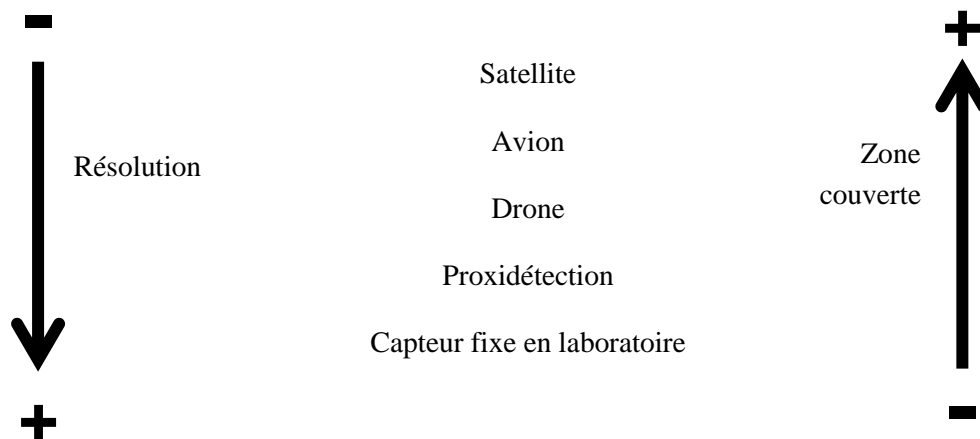 -
+
Satellite
Avion
Résolution
Zone
couverte
Drone
Proxidétection
Capteur fixe en laboratoire
+
-